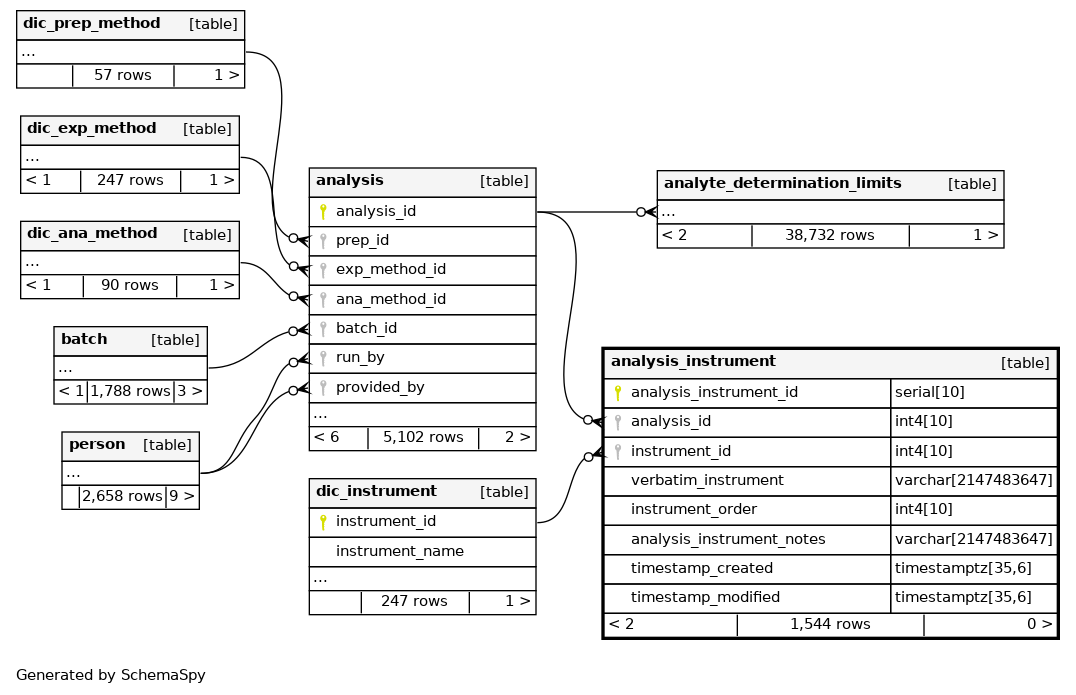 dic_prep_method [table]
...
57 rows 1 >
dic_exp_method [table]
...
< 1 247 rows 1 >
dic_ana_method [table]
...
< 1 90 rows 1 >
batch [table]
...
< 1 1,788 rows 3 >
person [table]
...
2,658 rows 9 >
analysis [table]
analysis_id
prep_id
exp_method_id
ana_method_id
batch_id
run_by
provided_by
...
< 6 5,102 rows 2 >
dic_instrument [table]
instrument_id
instrument_name
...
247 rows 1 >
analyte_determination_limits [table]
...
< 2 38,732 rows 1 >
analysis_instrument [table]
analysis_instrument_id serial[10]
analysis_id int4[10]
instrument_id int4[10]
verbatim_instrument varchar[2147483647]
instrument_order int4[10]
analysis_instrument_notes varchar[2147483647]
timestamp_created timestamptz[35,6]
timestamp_modified timestamptz[35,6]
< 2 1,544 rows 0 >
Generated by SchemaSpy